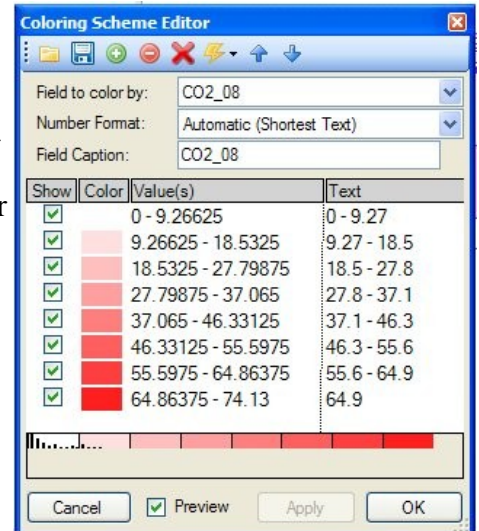 Coloring Scheme Editor
Field to color by: CO2_08
Number Format: Automatic (Shortest Text)
Field Caption: CO2_08
Show Color Value(s) Text
0 - 9.26625 0 - 9.27
9.26625 - 18.5325 9.27 - 18.5
18.5325 - 27.79875 18.5 - 27.8
27.79875 - 37.065 27.8 - 37.1
37.065 - 46.33125 37.1 - 46.3
46.33125 - 55.5975 46.3 - 55.6
55.5975 - 64.86375 55.6 - 64.9
64.86375 - 74.13 64.9
Cancel Preview Apply OK